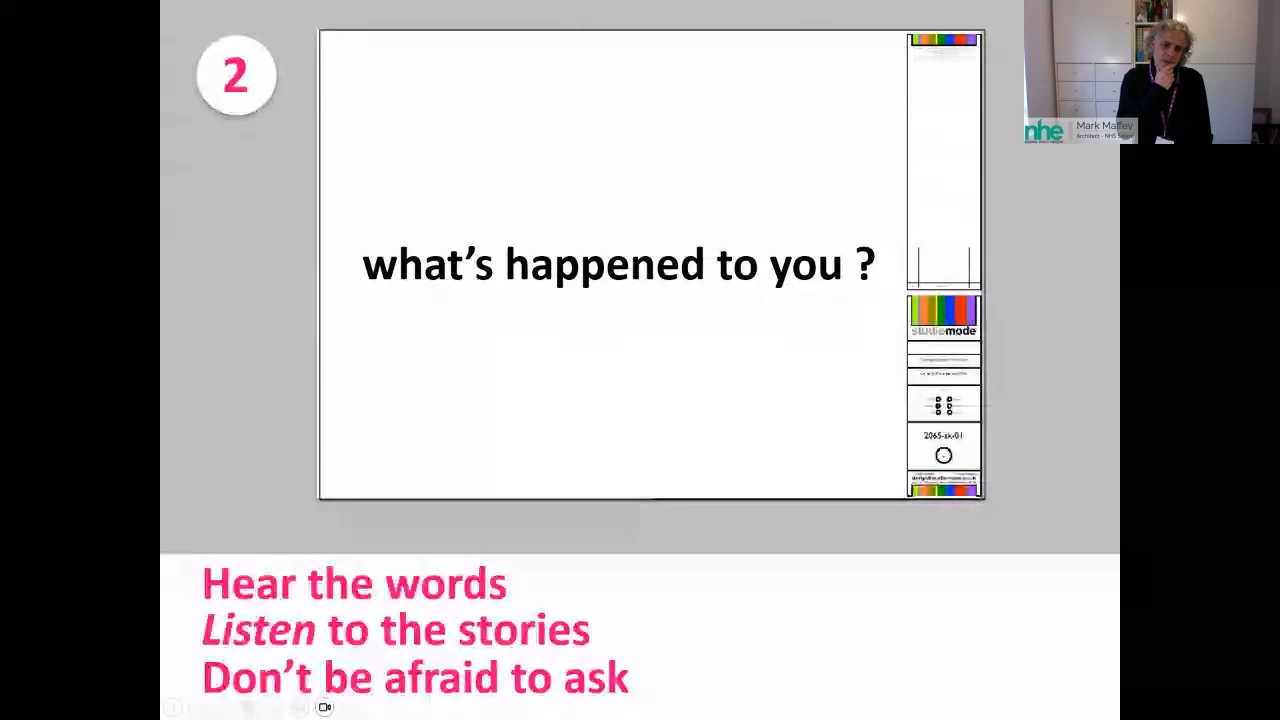 2
what's happened to you ?
studiomode
2065-sk-01
Hear the words
Listen to the stories
Don't be afraid to ask
nhe
Mark Maffey